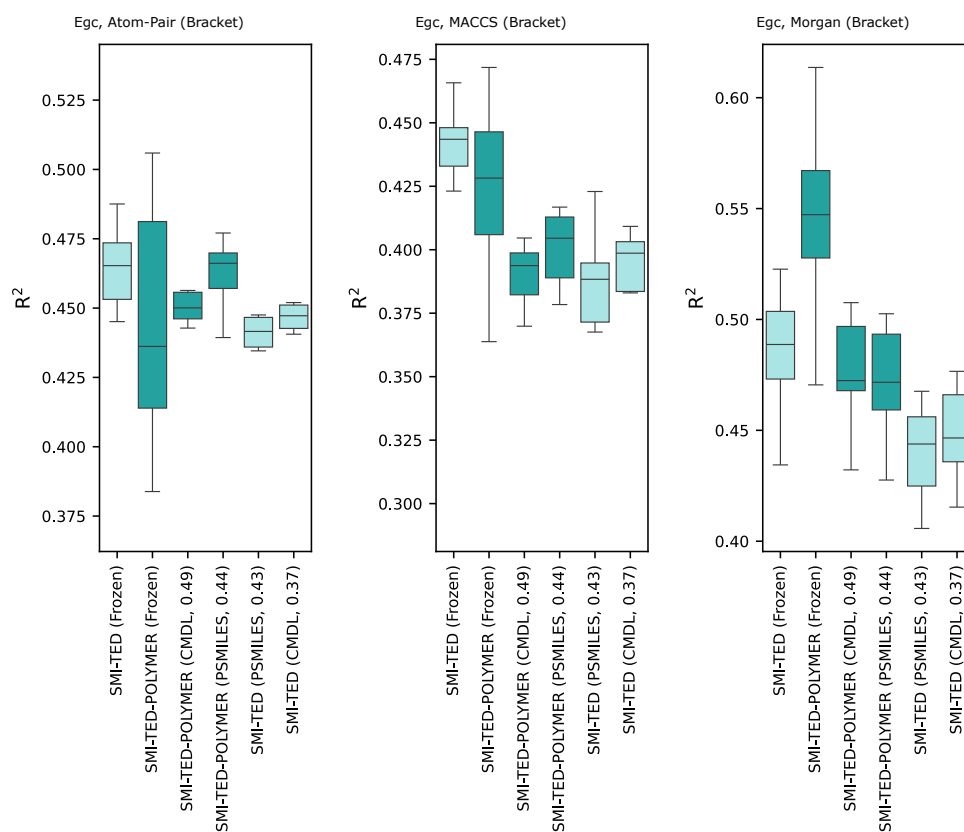 Egc, Atom-Pair (Bracket)
R²
0.525
0.500
0.475
0.450
0.425
0.400
0.375
SMI-TED (Frozen)
SMI-TED-POLYMER (Frozen)
SMI-TED-POLYMER (CMDL, 0.49)
SMI-TED-POLYMER (PSMILES, 0.44)
SMI-TED (PSMILES, 0.43)
SMI-TED (CMDL, 0.37)
Egc, MACCS (Bracket)
R²
0.475
0.450
0.425
0.400
0.375
0.350
0.325
0.300
SMI-TED (Frozen)
SMI-TED-POLYMER (Frozen)
SMI-TED-POLYMER (CMDL, 0.49)
SMI-TED-POLYMER (PSMILES, 0.44)
SMI-TED (PSMILES, 0.43)
SMI-TED (CMDL, 0.37)
Egc, Morgan (Bracket)
R²
0.60
0.55
0.50
0.45
0.40
SMI-TED (Frozen)
SMI-TED-POLYMER (Frozen)
SMI-TED-POLYMER (CMDL, 0.49)
SMI-TED-POLYMER (PSMILES, 0.44)
SMI-TED (PSMILES, 0.43)
SMI-TED (CMDL, 0.37)